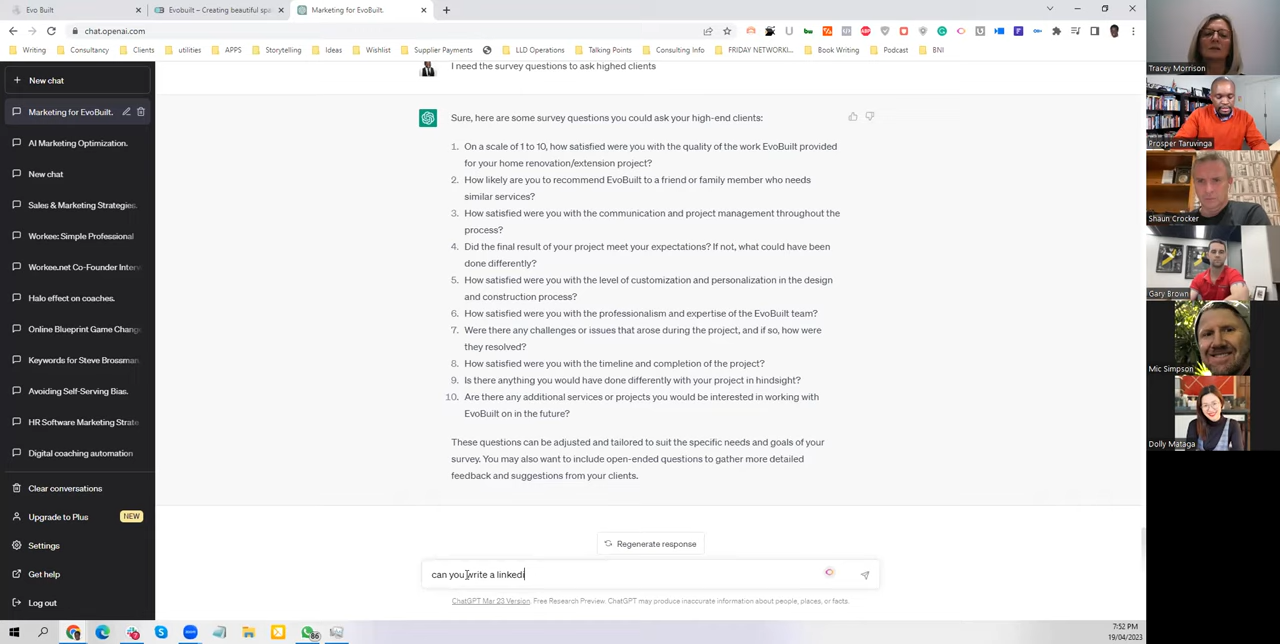 Evo Built
Evobuilt – Creating beautiful spa
Marketing for EvoBuilt.
chat.openai.com
Writing Consultancy Clients utilities APPS Storytelling Ideas Wishlist Supplier Payments LLD Operations Talking Points Consulting Info FRIDAY NETWORKI... Book Writing Podcast BNI
New chat
Marketing for EvoBuilt.
AI Marketing Optimization.
New chat
Sales & Marketing Strategies.
Workee: Simple Professional
Workee.net Co-Founder Inter
Halo effect on coaches.
Online Blueprint Game Chang
Keywords for Steve Brossman
Avoiding Self-Serving Bias.
HR Software Marketing Strate
Digital coaching automation
Clear conversations
Upgrade to Plus NEW
Settings
Get help
Log out
I need the survey questions to ask highed clients
Sure, here are some survey questions you could ask your high-end clients:
1. On a scale of 1 to 10, how satisfied were you with the quality of the work EvoBuilt provided
for your home renovation/extension project?
2. How likely are you to recommend EvoBuilt to a friend or family member who needs
similar services?
3. How satisfied were you with the communication and project management throughout the
process?
4. Did the final result of your project meet your expectations? If not, what could have been
done differently?
5. How satisfied were you with the level of customization and personalization in the design
and construction process?
6. How satisfied were you with the professionalism and expertise of the EvoBuilt team?
7. Were there any challenges or issues that arose during the project, and if so, how were
they resolved?
8. How satisfied were you with the timeline and completion of the project?
9. Is there anything you would have done differently with your project in hindsight?
10. Are there any additional services or projects you would be interested in working with
EvoBuilt on in the future?
These questions can be adjusted and tailored to suit the specific needs and goals of your
survey. You may also want to include open-ended questions to gather more detailed
feedback and suggestions from your clients.
Regenerate response
can you write a linkedi
ChatGPT Mar 23 Version. Free Research Preview. ChatGPT may produce inaccurate information about people, places, or facts.
Tracey Morrison
Prosper Taruvinga
Shaun Crocker
Gary Brown
Mic Simpson
Dolly Mataga
86
7:52 PM
19/04/2023